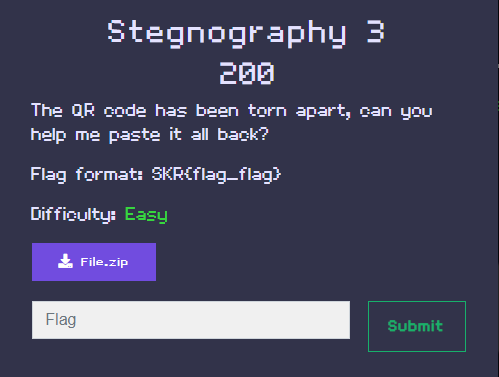 Stegnography 3
200
The QR code has been torn apart, can you
help me paste it all back?
Flag format: SKR{flag_flag}
Difficulty: Easy
File.zip
Flag
Submit